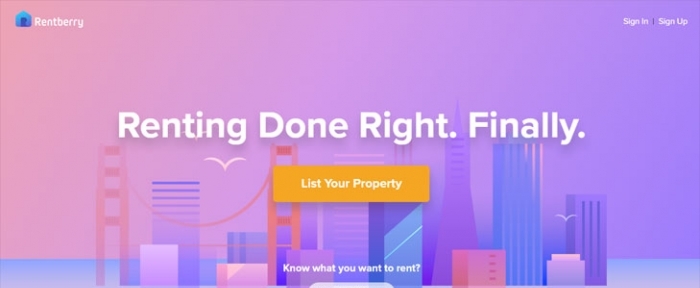 Rentberry
Sign In | Sign Up
Renting Done Right. Finally.
List Your Property
Know what you want to rent?